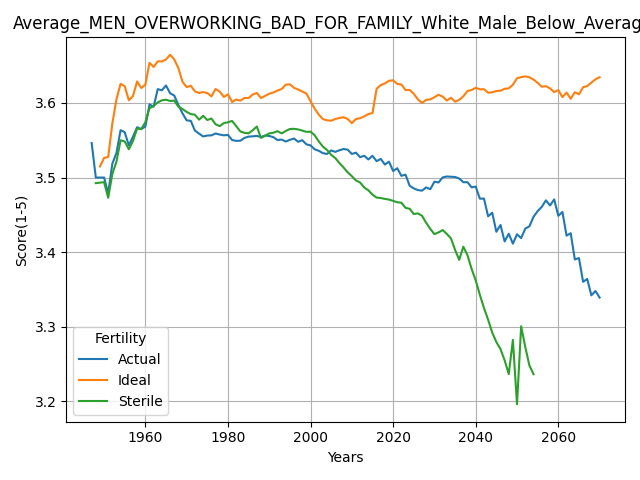 Average_MEN_OVERWORKING_BAD_FOR_FAMILY_White_Male_Below_Averag
3.6
3.5
3.4
3.3
3.2
Score(1-5)
Fertility
Actual
Ideal
Sterile
1960 1980 2000 2020 2040 2060
Years